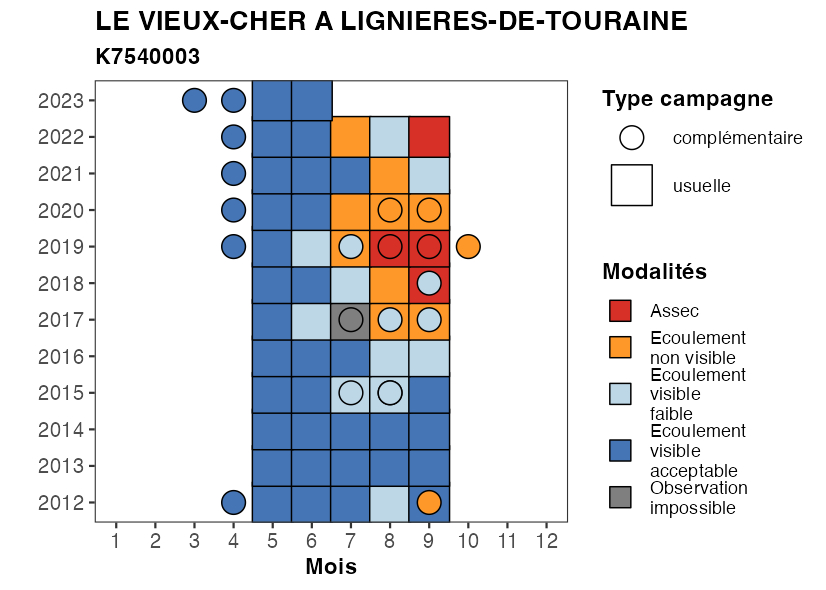 LE VIEUX-CHER A LIGNIERES-DE-TOURAINE
K7540003
2023
2022
2021
2020
2019
2018
2017
2016
2015
2014
2013
2012
1 2 3 4 5 6 7 8 9 10 11 12
Mois
Type campagne
complémentaire
usuelle
Modalités
Assec
Ecoulement
non visible
Ecoulement
visible
faible
Ecoulement
visible
acceptable
Observation
impossible